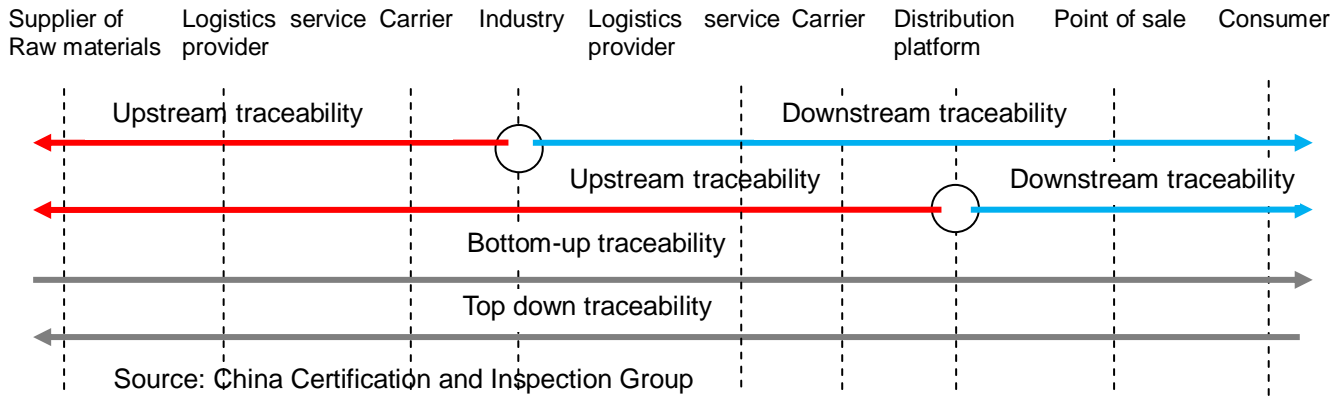 Supplier of Raw materials
Logistics service provider
Carrier
Industry
Logistics service provider
Carrier
Distribution platform
Point of sale
Consumer
Upstream traceability
Downstream traceability
Upstream traceability
Downstream traceability
Bottom-up traceability
Top down traceability
Source: China Certification and Inspection Group